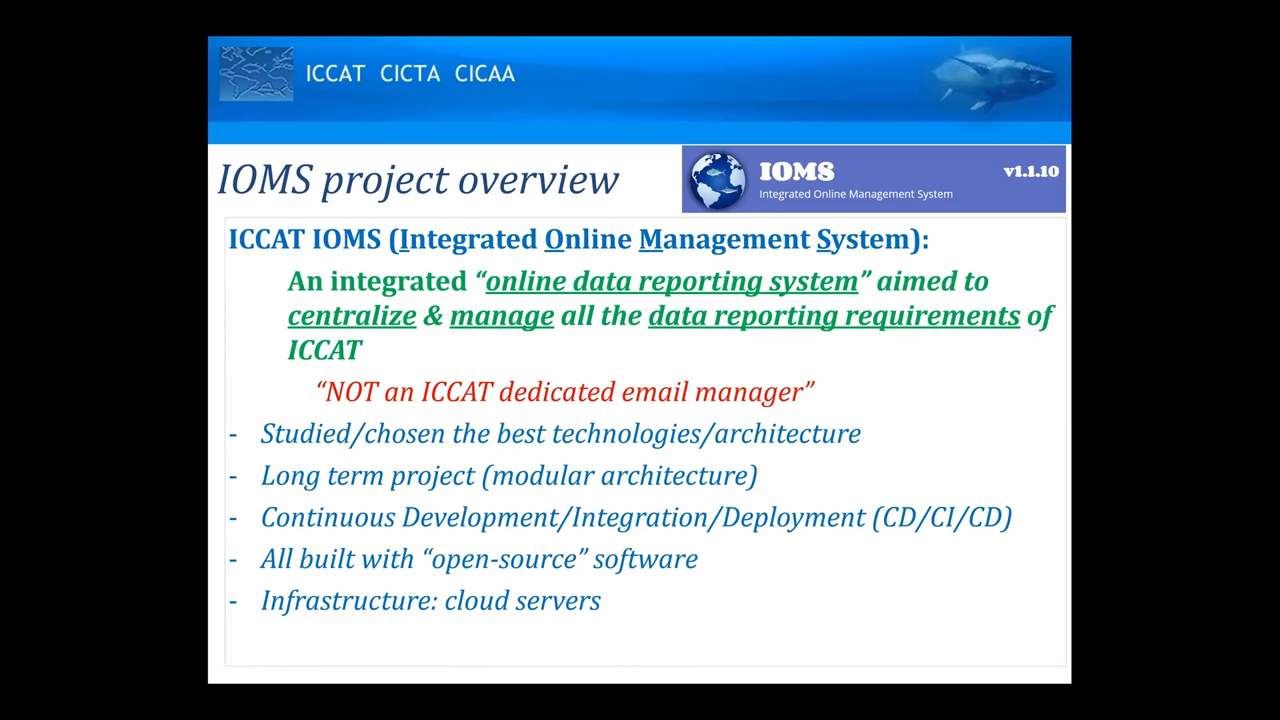 ICCAT CICTA CICAA
IOMS project overview
IOMS
Integrated Online Management System
v1.1.10
ICCAT IOMS (Integrated Online Management System):
An integrated “online data reporting system” aimed to
centralize & manage all the data reporting requirements of
ICCAT
“NOT an ICCAT dedicated email manager”
- Studied/chosen the best technologies/architecture
- Long term project (modular architecture)
- Continuous Development/Integration/Deployment (CD/CI/CD)
- All built with “open-source” software
- Infrastructure: cloud servers